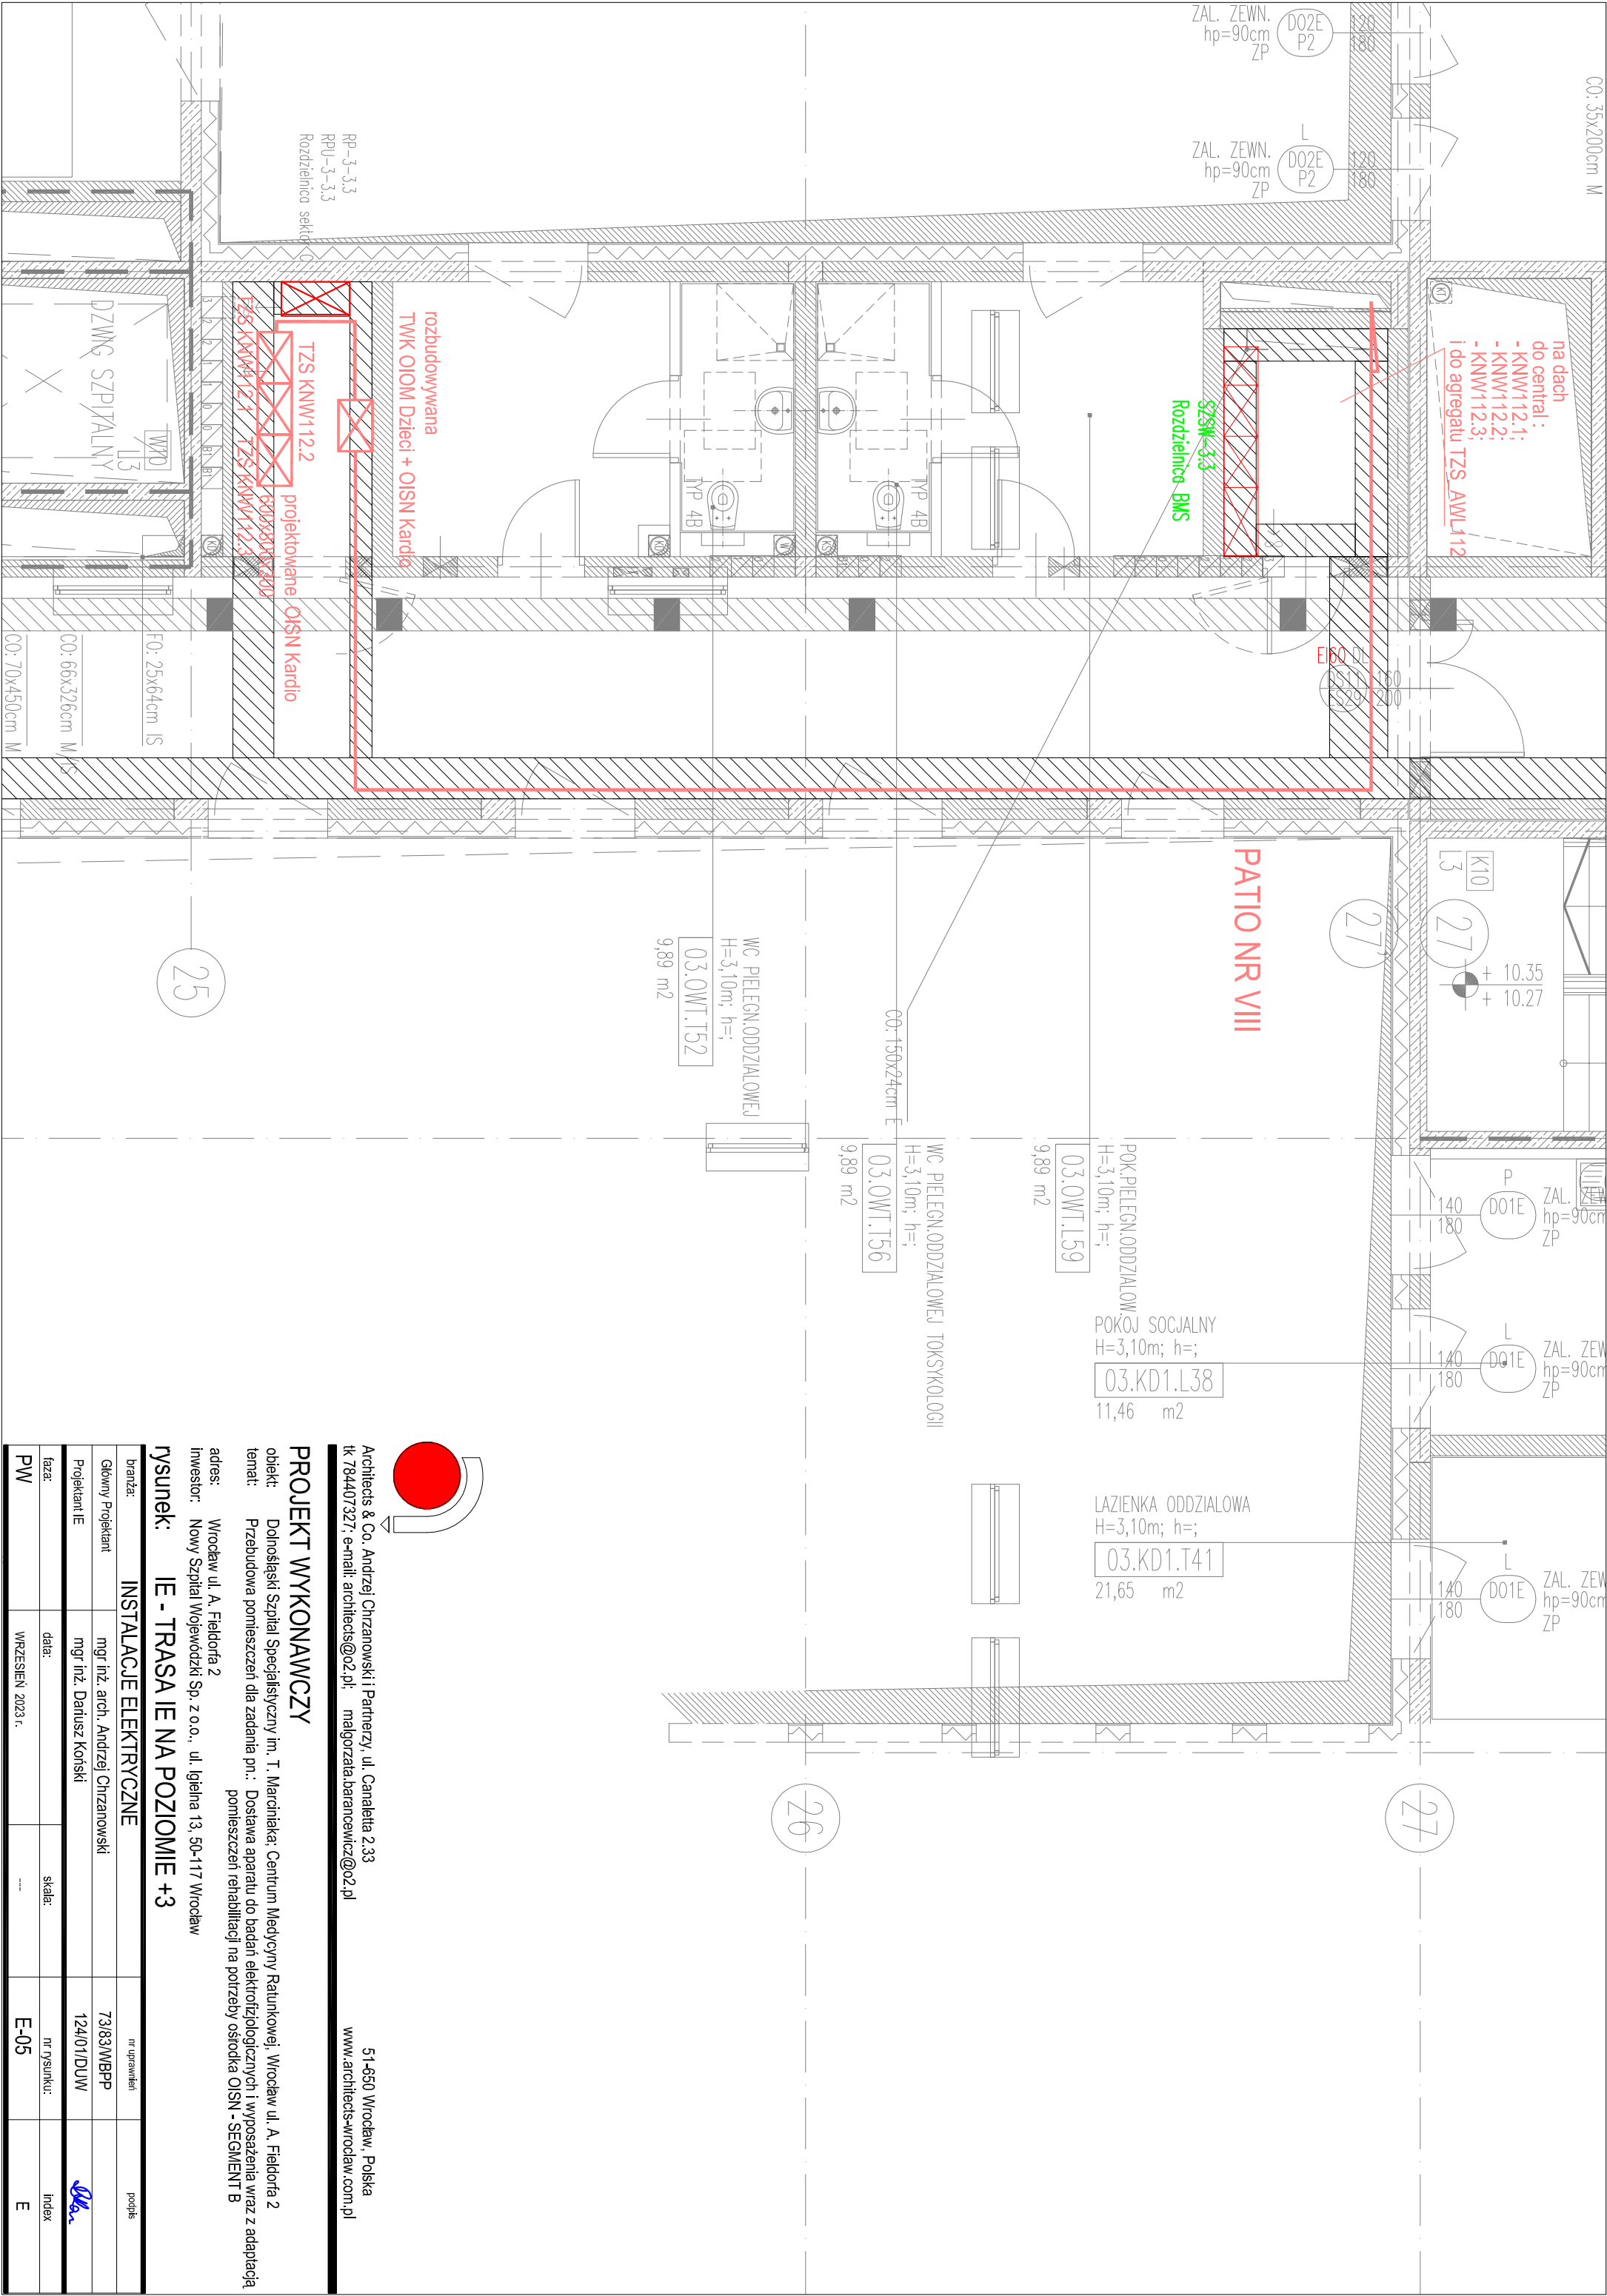 CO: 35x200cm M
ZAL. ZEWN.
hp=90cm
ZP
D02E
P2
120
180
L
ZAL. ZEWN.
hp=90cm
ZP
D02E
P2
120
180
RP-3-3.3
RPU-3-3.3
Rozdzielnica sekto C
na dach
do central :
- KNW112.1;
- KNW112.2;
- KNW112.3;
i do agregatu TZS_AWL112
SZSW-3.3
Rozdzielnica BMS
rozbudowywana
TWK OIOM Dzieci + OISN Kardio
TZS KNW112.2
TZS KNW112.1
TZS KNW112.3
projektowane OISN Kardio
600x800x300
DZWG SZPITALNY
W10
L3
TYP 4B
TYP 4B
EI60 DL
DS11
ES29
160
200
FO: 25x64cm IS
CO: 66x326cm M/IS
CO: 70x450cm M
PATIO NR VIII
K10
L3
27'
27
+ 10.35
+ 10.27
25
WC PIELEGN.ODDZIALOWEJ
H=3,10m; h=;
03.OWT.T52
9,89 m2
CO: 150x24cm E
WC PIELEGN.ODDZIALOWEJ TOKSYKOLOGII
H=3,10m; h=;
03.OWT.T56
9,89 m2
POK.PIELEGN.ODDZIALOW.
H=3,10m; h=;
03.OWT.L59
9,89 m2
POKOJ SOCJALNY
H=3,10m; h=;
03.KD1.L38
11,46 m2
LAZIENKA ODDZIALOWA
H=3,10m; h=;
03.KD1.T41
21,65 m2
P
D01E
140
180
ZAL. ZEW
hp=90cm
ZP
L
D01E
140
180
ZAL. ZEW
hp=90cm
ZP
L
D01E
140
180
ZAL. ZEW
hp=90cm
ZP
26
27
Architects & Co. Andrzej Chrzanowski i Partnerzy, ul. Canaletta 2.33 51-650 Wrocław, Polska
tk 784407327; e-mail: architects@o2.pl; malgorzata.barancewicz@o2.pl www.architects-wroclaw.com.pl
PROJEKT WYKONAWCZY
obiekt: Dolnośląski Szpital Specjalistyczny im. T. Marciniaka; Centrum Medycyny Ratunkowej, Wrocław ul. A. Fieldorfa 2
temat: Przebudowa pomieszczeń dla zadania pn.: Dostawa aparatu do badań elektrofizjologicznych i wyposażenia wraz z adaptacją
pomieszczeń rehabilitacji na potrzeby ośrodka OISN - SEGMENT B
adres: Wrocław ul. A. Fieldorfa 2
inwestor: Nowy Szpital Wojewódzki Sp. z o.o., ul. Igielna 13, 50-117 Wrocław
rysunek: IE - TRASA IE NA POZIOMIE +3
branża: INSTALACJE ELEKTRYCZNE nr uprawnień podpis
Główny Projektant mgr inż. arch. Andrzej Chrzanowski 73/83/WBPP
Projektant IE mgr inż. Dariusz Koński 124/01/DUW
faza: data: skala: nr rysunku: index
PW WRZESIEŃ 2023 r. --- E-05 E